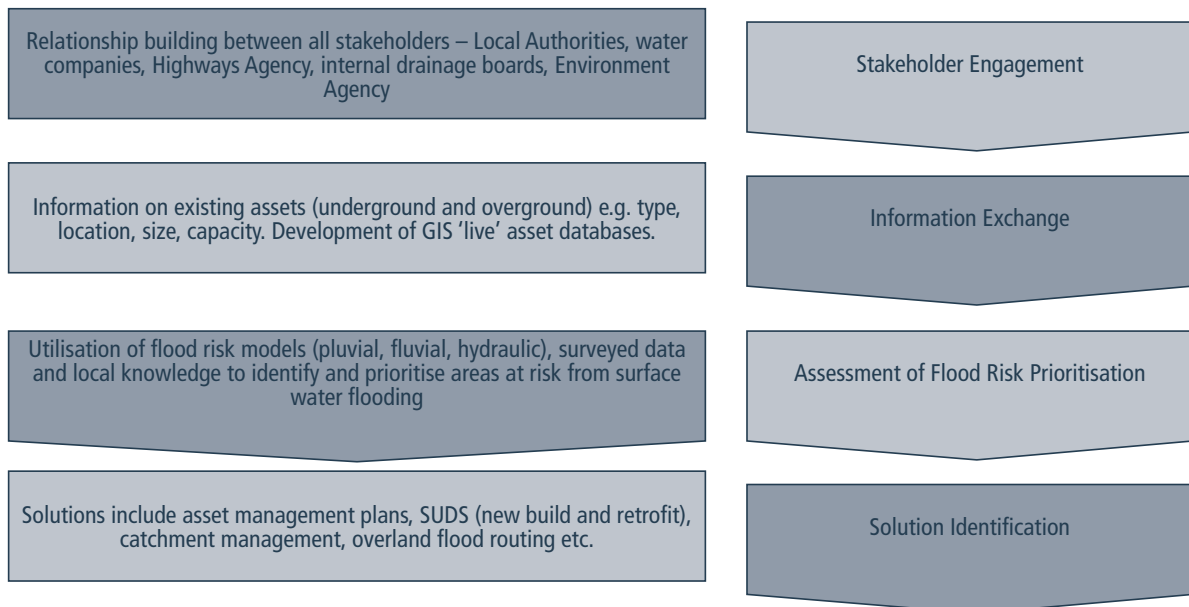 Relationship building between all stakeholders – Local Authorities, water
companies, Highways Agency, internal drainage boards, Environment
Agency
Stakeholder Engagement
Information on existing assets (underground and overground) e.g. type,
location, size, capacity. Development of GIS ‘live’ asset databases.
Information Exchange
Utilisation of flood risk models (pluvial, fluvial, hydraulic), surveyed data
and local knowledge to identify and prioritise areas at risk from surface
water flooding
Assessment of Flood Risk Prioritisation
Solutions include asset management plans, SUDS (new build and retrofit),
catchment management, overland flood routing etc.
Solution Identification